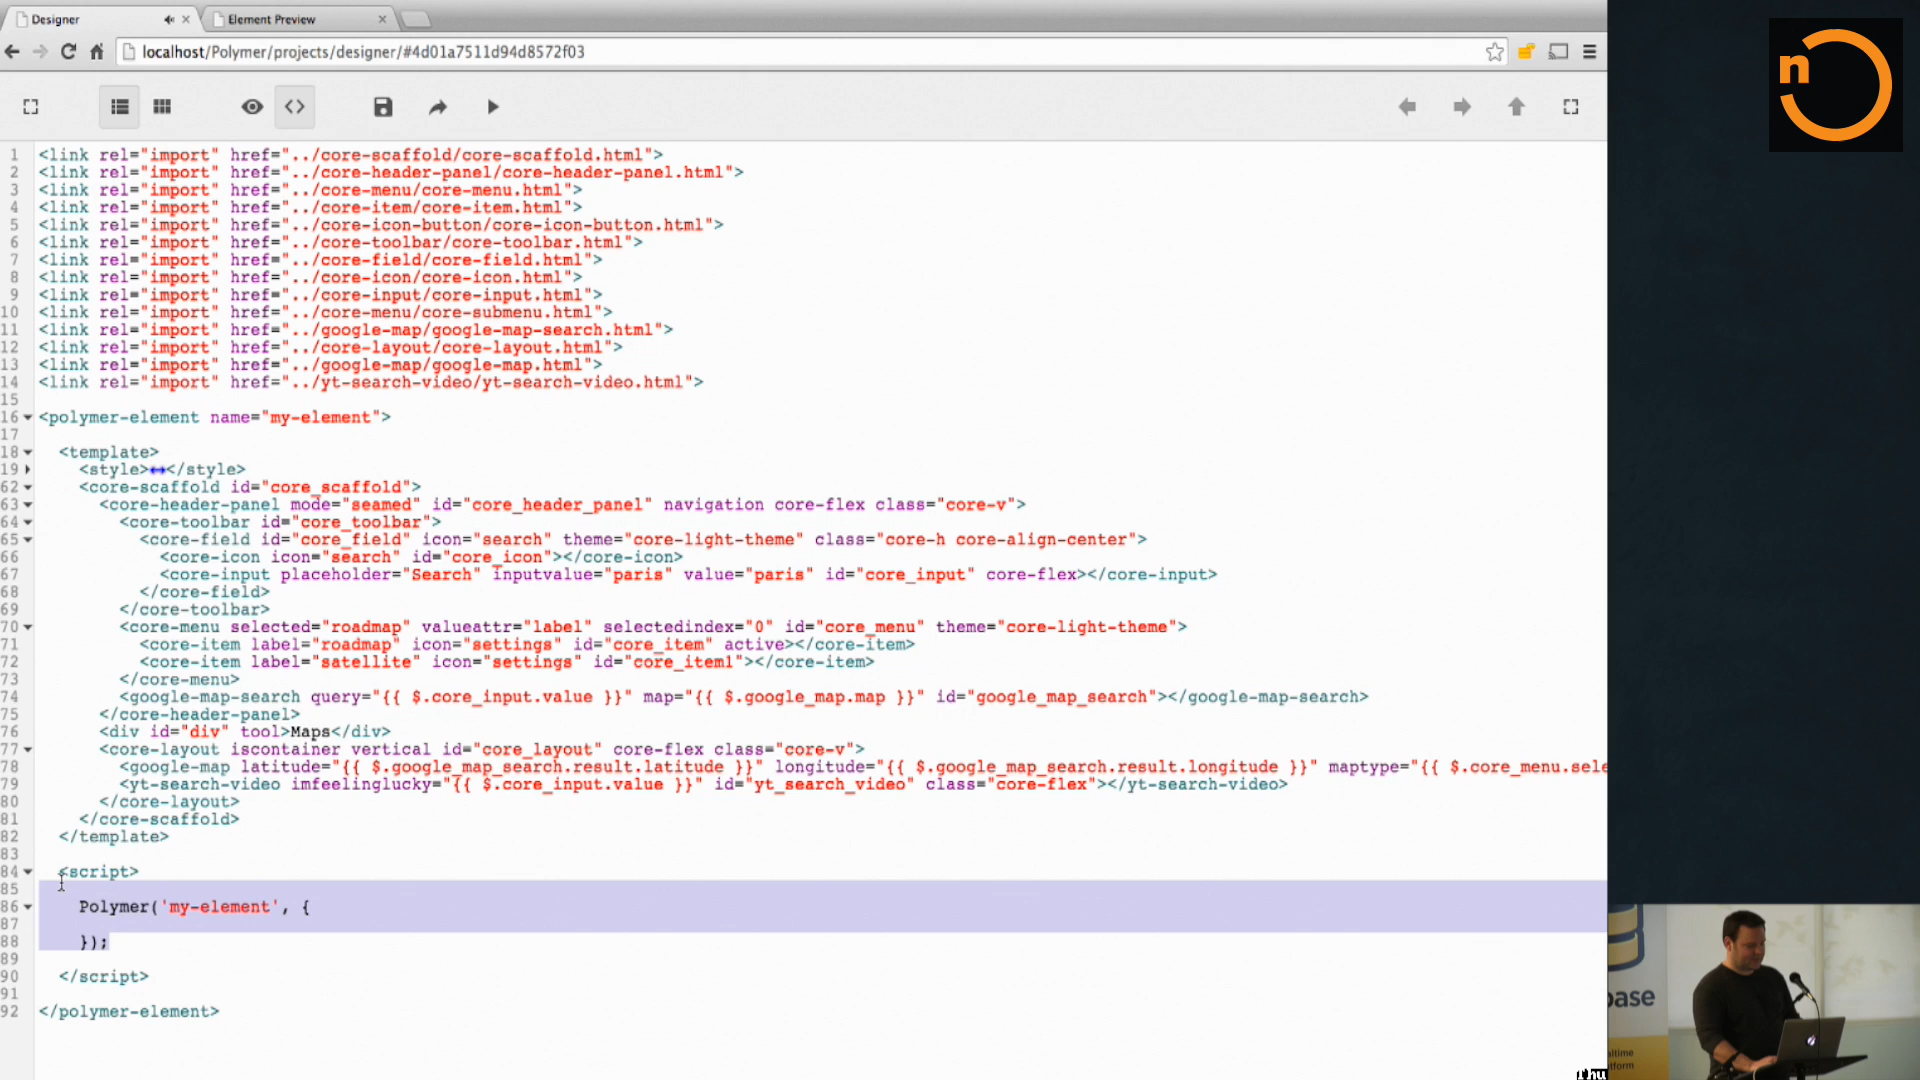 Designer
Element Preview
localhost/Polymer/projects/designer/#4d01a7511d94d8572f03
n
1 <link rel="import" href="../core-scaffold/core-scaffold.html">
2 <link rel="import" href="../core-header-panel/core-header-panel.html">
3 <link rel="import" href="../core-menu/core-menu.html">
4 <link rel="import" href="../core-item/core-item.html">
5 <link rel="import" href="../core-icon-button/core-icon-button.html">
6 <link rel="import" href="../core-toolbar/core-toolbar.html">
7 <link rel="import" href="../core-field/core-field.html">
8 <link rel="import" href="../core-icon/core-icon.html">
9 <link rel="import" href="../core-input/core-input.html">
10 <link rel="import" href="../core-menu/core-submenu.html">
11 <link rel="import" href="../google-map/google-map-search.html">
12 <link rel="import" href="../core-layout/core-layout.html">
13 <link rel="import" href="../google-map/google-map.html">
14 <link rel="import" href="../yt-search-video/yt-search-video.html">
15
16 <polymer-element name="my-element">
17
18 <template>
19 <style></style>
62 <core-scaffold id="core_scaffold">
63 <core-header-panel mode="seamed" id="core_header_panel" navigation core-flex class="core-v">
64 <core-toolbar id="core_toolbar">
65 <core-field id="core_field" icon="search" theme="core-light-theme" class="core-h core-align-center">
66 <core-icon icon="search" id="core_icon"></core-icon>
67 <core-input placeholder="Search" inputvalue="paris" value="paris" id="core_input" core-flex></core-input>
68 </core-field>
69 </core-toolbar>
70 <core-menu selected="roadmap" valueattr="label" selectedindex="0" id="core_menu" theme="core-light-theme">
71 <core-item label="roadmap" icon="settings" id="core_item" active></core-item>
72 <core-item label="satellite" icon="settings" id="core_item1"></core-item>
73 </core-menu>
74 <google-map-search query="{{ $.core_input.value }}" map="{{ $.google_map.map }}" id="google_map_search"></google-map-search>
75 </core-header-panel>
76 <div id="div" tool>Maps</div>
77 <core-layout iscontainer vertical id="core_layout" core-flex class="core-v">
78 <google-map latitude="{{ $.google_map_search.result.latitude }}" longitude="{{ $.google_map_search.result.longitude }}" maptype="{{ $.core_menu.sele
79 <yt-search-video imfeelinglucky="{{ $.core_input.value }}" id="yt_search_video" class="core-flex"></yt-search-video>
80 </core-layout>
81 </core-scaffold>
82 </template>
83
84 <script>
85
86 Polymer('my-element', {
87
88 });
89
90 </script>
91
92 </polymer-element>
base
altime
tform
Thu